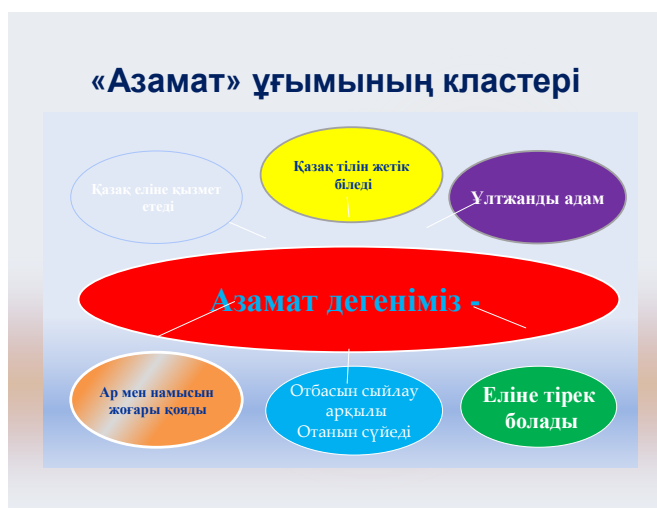 «Азамат» ұғымының кластері
Қазақ еліне қызмет
етеді
Қазақ тілін жетік
біледі
Ұлтжанды адам
Азамат дегеніміз -
Ар мен намысын
жоғары қояды
Отбасын сыйлау
арқылы
Отанын сүйеді
Еліне тірек
болады